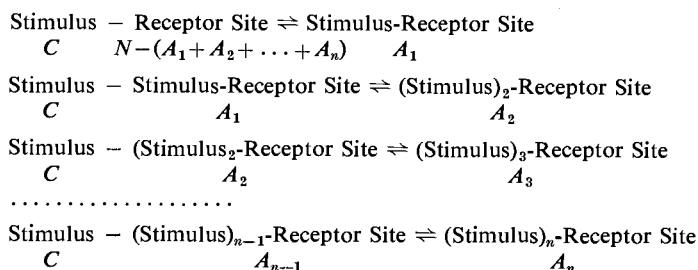 Stimulus – Receptor Site ⇌ Stimulus-Receptor Site
C N–(A₁+A₂+ . . . +Aₙ) A₁
Stimulus – Stimulus-Receptor Site ⇌ (Stimulus)₂-Receptor Site
C A₁ A₂
Stimulus – (Stimulus₂-Receptor Site ⇌ (Stimulus)₃-Receptor Site
C A₂ A₃
. . . . . . . . . . . . . . . . . . . .
Stimulus – (Stimulus)ₙ₋₁-Receptor Site ⇌ (Stimulus)ₙ-Receptor Site
C Aₙ₋₁ Aₙ